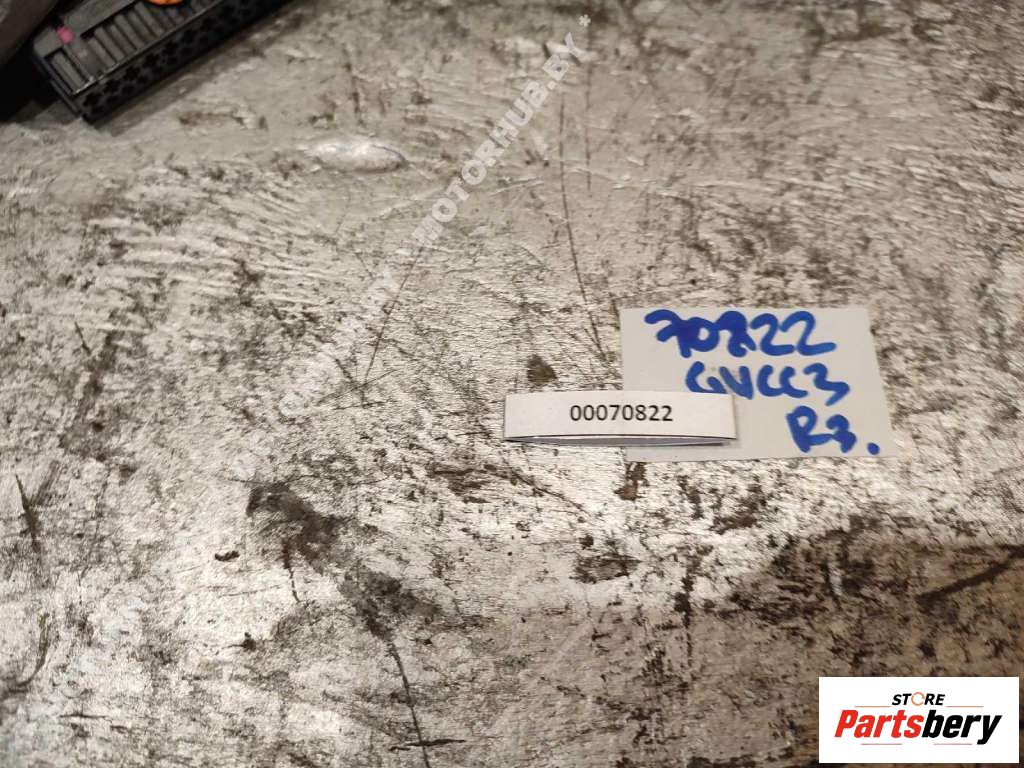 MOTORHUB.BY
70822
GVCC3
R3.
00070822
STORE
Partsbery